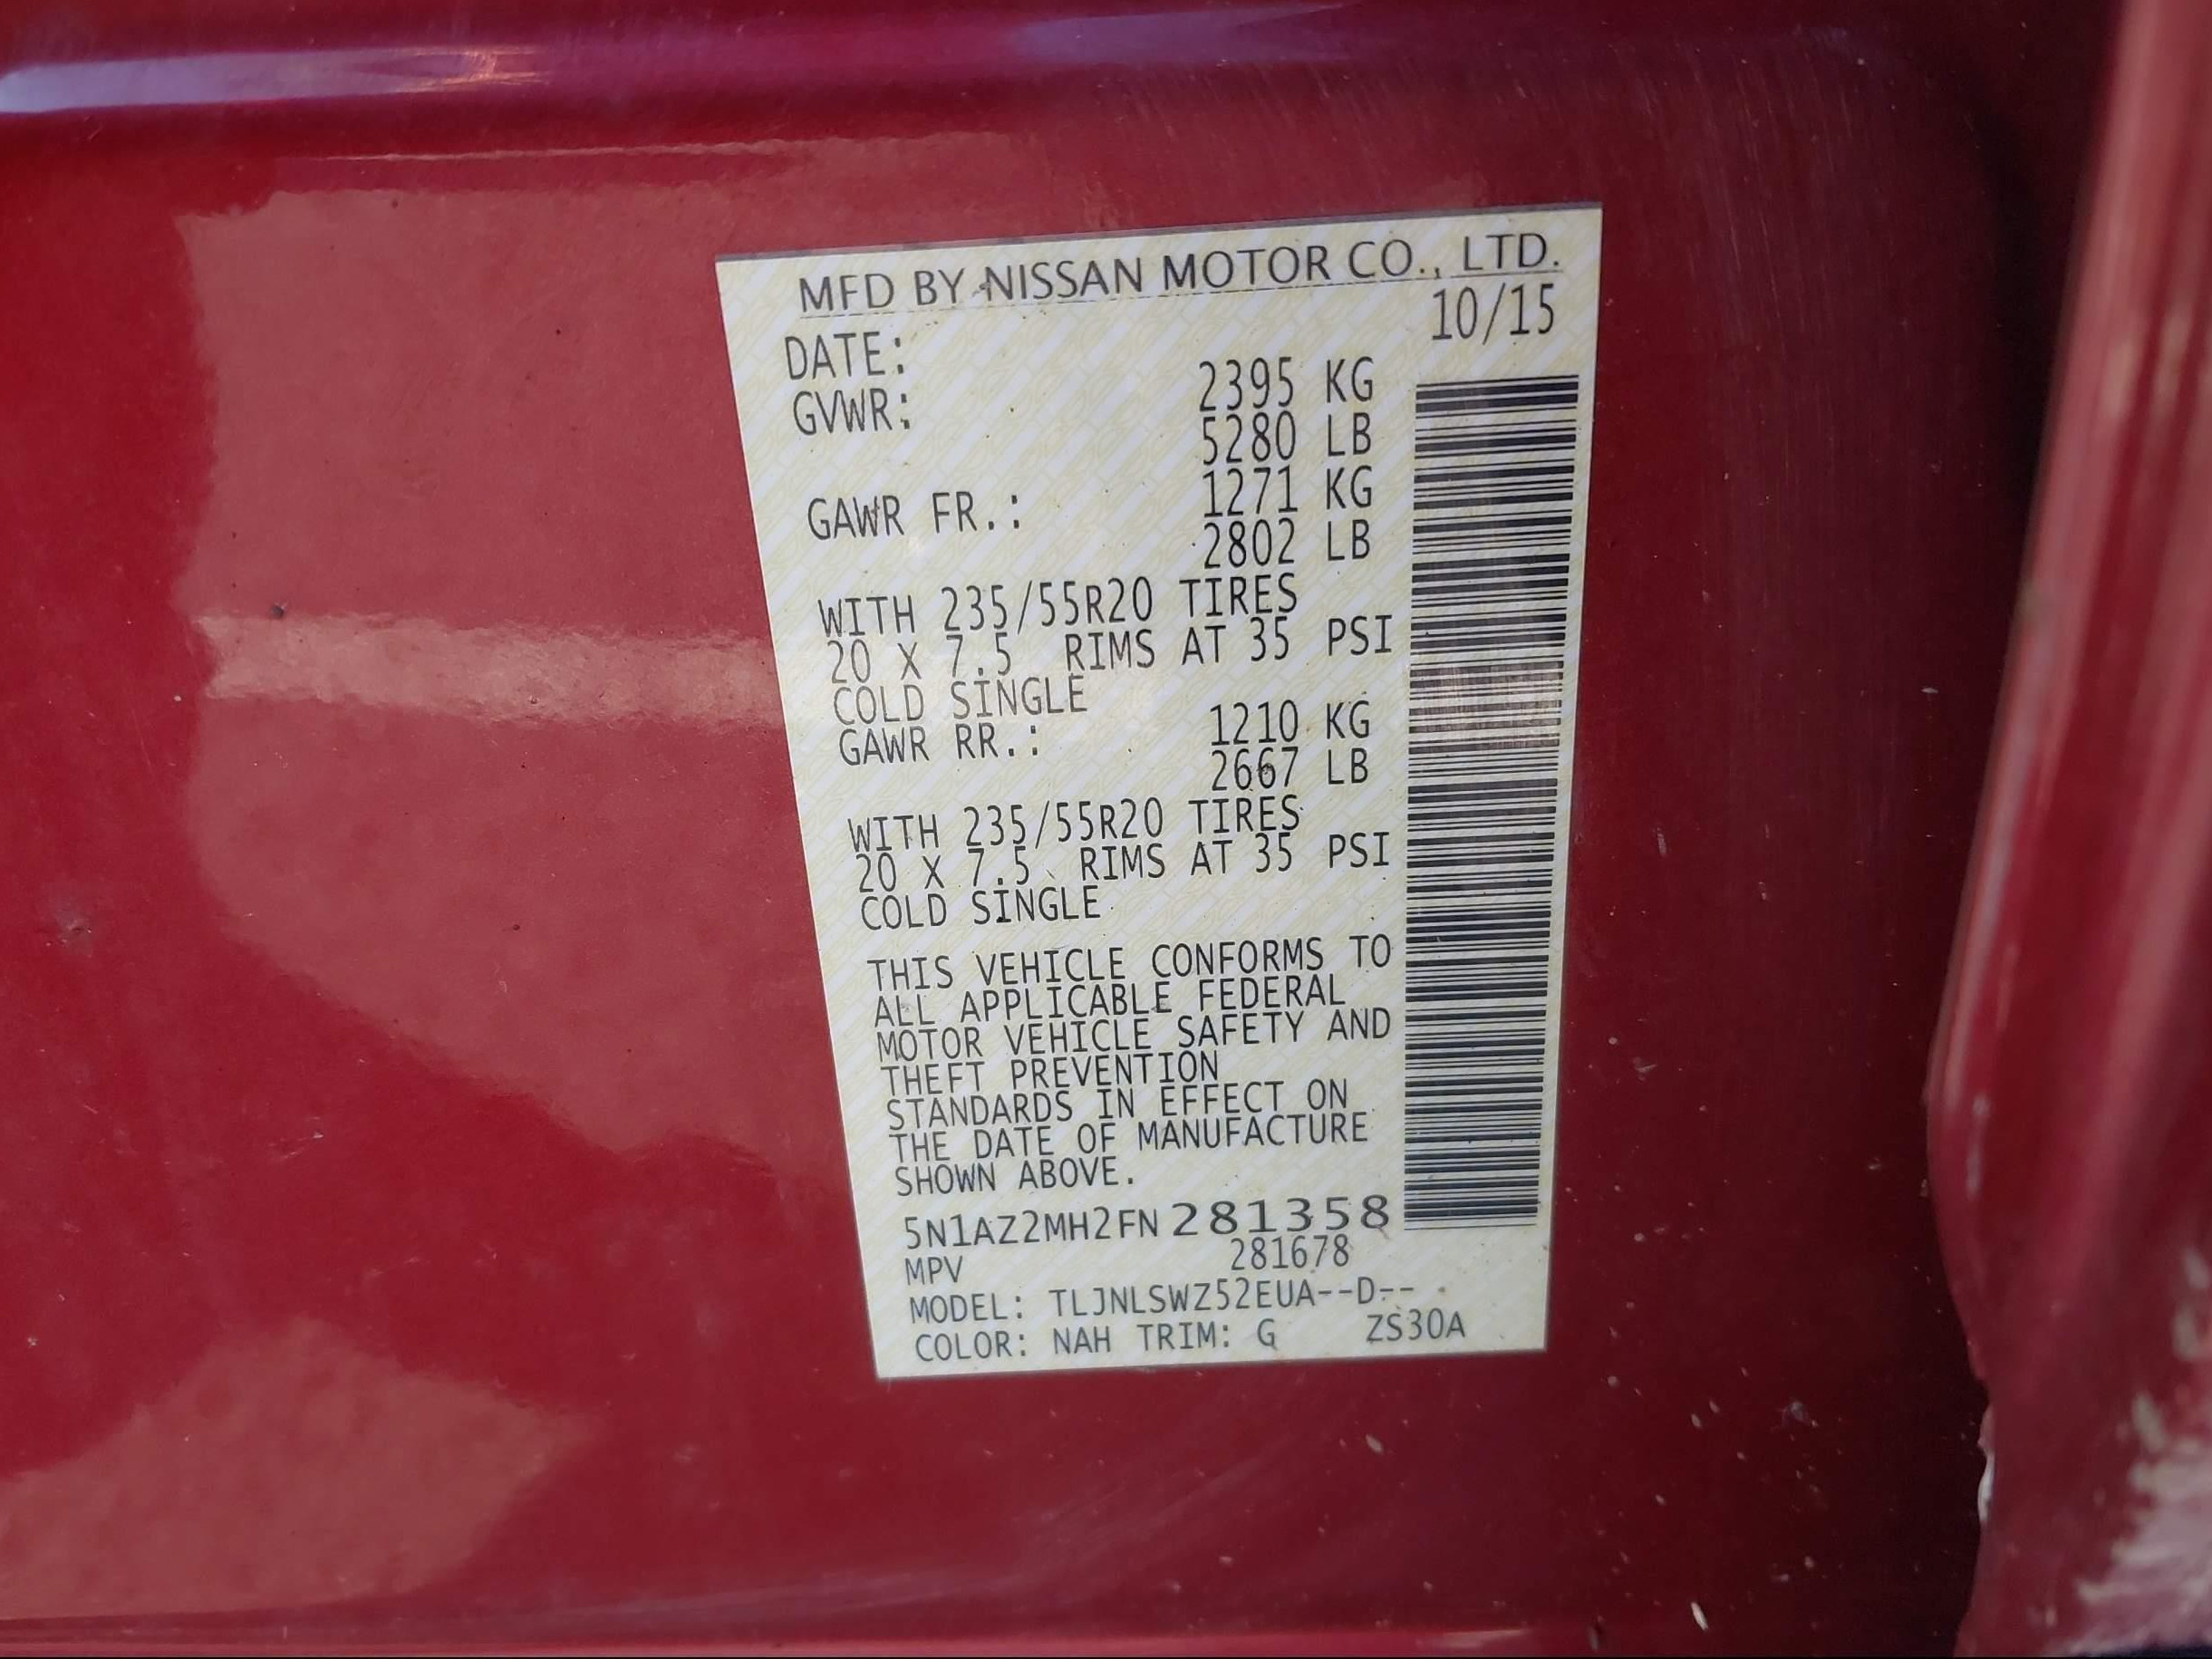 MFD BY NISSAN MOTOR CO., LTD.
DATE: 10/15
GVWR: 2395 KG
5280 LB
GAWR FR.: 1271 KG
2802 LB
WITH 235/55R20 TIRES
20 X 7.5 RIMS AT 35 PSI
COLD SINGLE
GAWR RR.: 1210 KG
2667 LB
WITH 235/55R20 TIRES
20 X 7.5 RIMS AT 35 PSI
COLD SINGLE
THIS VEHICLE CONFORMS TO
ALL APPLICABLE FEDERAL
MOTOR VEHICLE SAFETY AND
THEFT PREVENTION
STANDARDS IN EFFECT ON
THE DATE OF MANUFACTURE
SHOWN ABOVE.
5N1AZ2MH2FN281358
MPV 281678
MODEL: TLJNLSWZ52EUA--D--
COLOR: NAH TRIM: G ZS30A